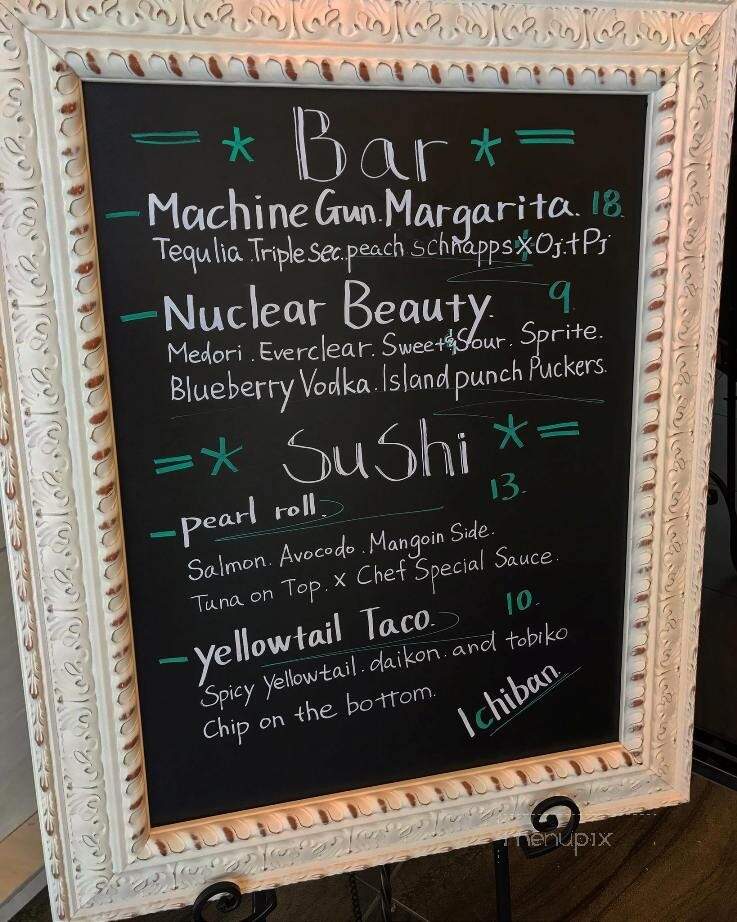 = * Bar * =
- Machine Gun. Margarita. 18.
Tequlia. Triple sec. peach schnapps x Oj. + Pj
- Nuclear Beauty. 9.
Medori. Everclear. Sweet & Sour. Sprite.
Blueberry Vodka. Island punch Puckers.
= * Sushi * =
- pearl roll. 13.
Salmon. Avocodo. Mangoin Side.
Tuna on Top. x Chef Special Sauce.
- yellowtail Taco. 10.
Spicy Yellowtail. daikon. and tobiko
Chip on the bottom.
Ichiban
menupix